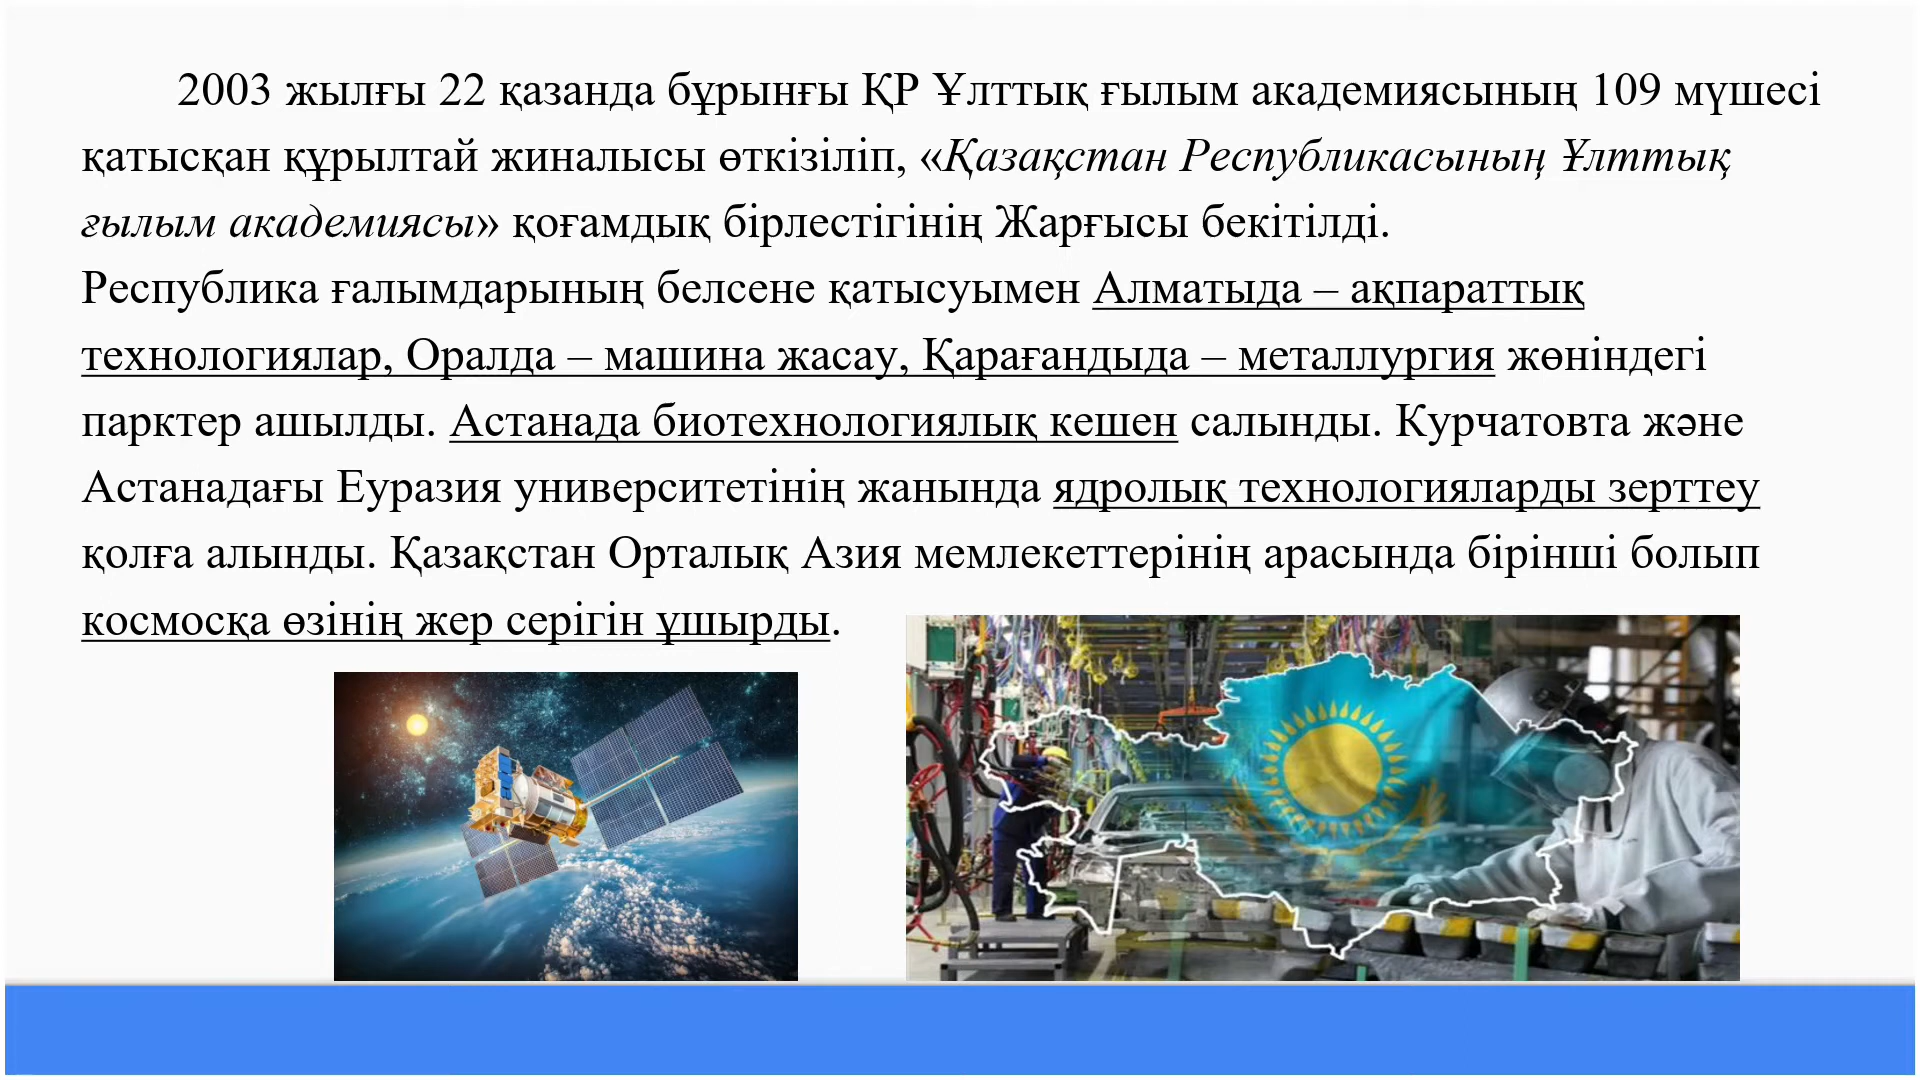 2003 жылғы 22 қазанда бұрынғы ҚР Ұлттық ғылым академиясының 109 мүшесі
қатысқан құрылтай жиналысы өткізіліп, «Қазақстан Республикасының Ұлттық
ғылым академиясы» қоғамдық бірлестігінің Жарғысы бекітілді.
Республика ғалымдарының белсене қатысуымен Алматыда – ақпараттық
технологиялар, Оралда – машина жасау, Қарағандыда – металлургия жөніндегі
парктер ашылды. Астанада биотехнологиялық кешен салынды. Курчатовта және
Астанадағы Еуразия университетінің жанында ядролық технологияларды зерттеу
қолға алынды. Қазақстан Орталық Азия мемлекеттерінің арасында бірінші болып
космосқа өзінің жер серігін ұшырды.